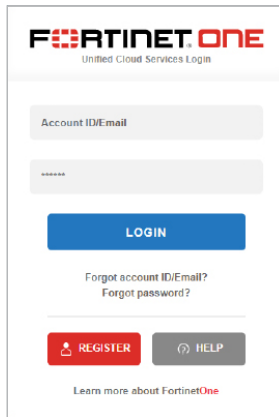 FORTINET ONE
Unified Cloud Services Login
Account ID/Email
******
LOGIN
Forgot account ID/Email?
Forgot password?
REGISTER
HELP
Learn more about FortinetOne